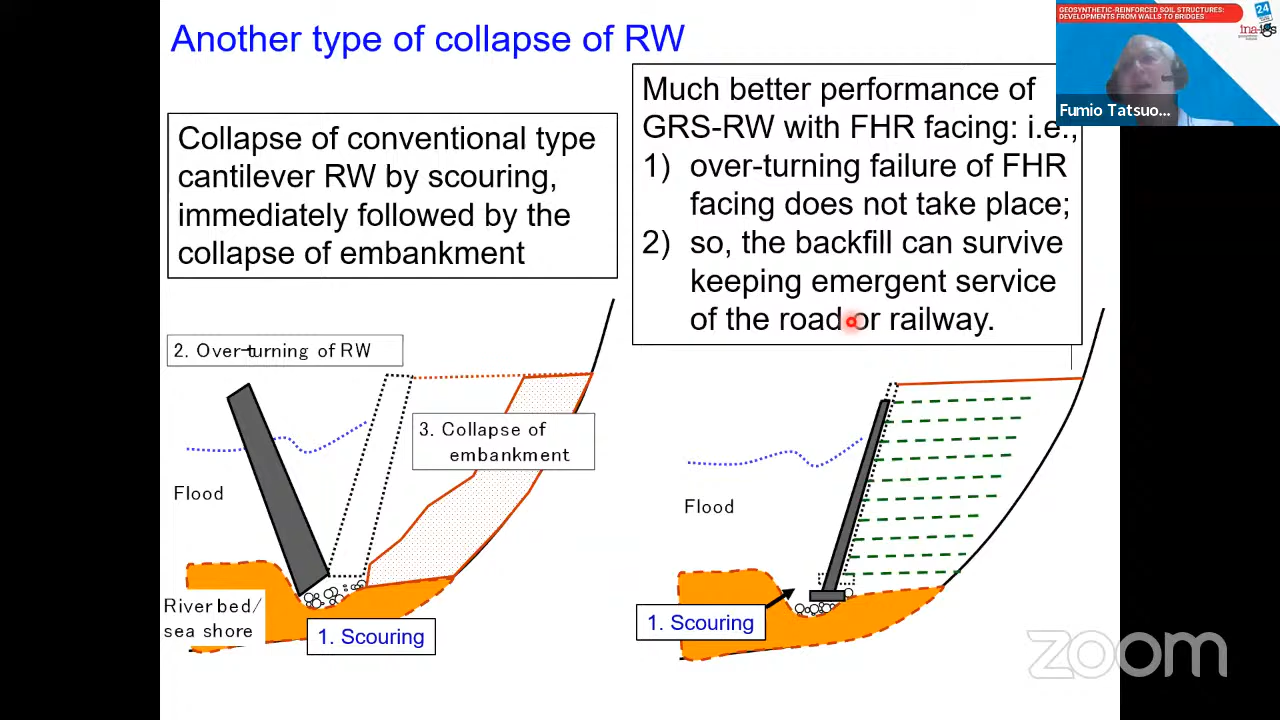 Another type of collapse of RW
Collapse of conventional type
cantilever RW by scouring,
immediately followed by the
collapse of embankment
Much better performance of
GRS-RW with FHR facing: i.e.,
1) over-turning failure of FHR
facing does not take place;
2) so, the backfill can survive
keeping emergent service
of the road or railway.
2. Over-turning of RW
3. Collapse of
embankment
Flood
River bed/
sea shore
1. Scouring
Flood
1. Scouring
GEOSYNTHETIC-REINFORCED SOIL STRUCTURES:
DEVELOPMENTS FROM WALLS TO BRIDGES
24
Fumio Tatsuo...
zoom